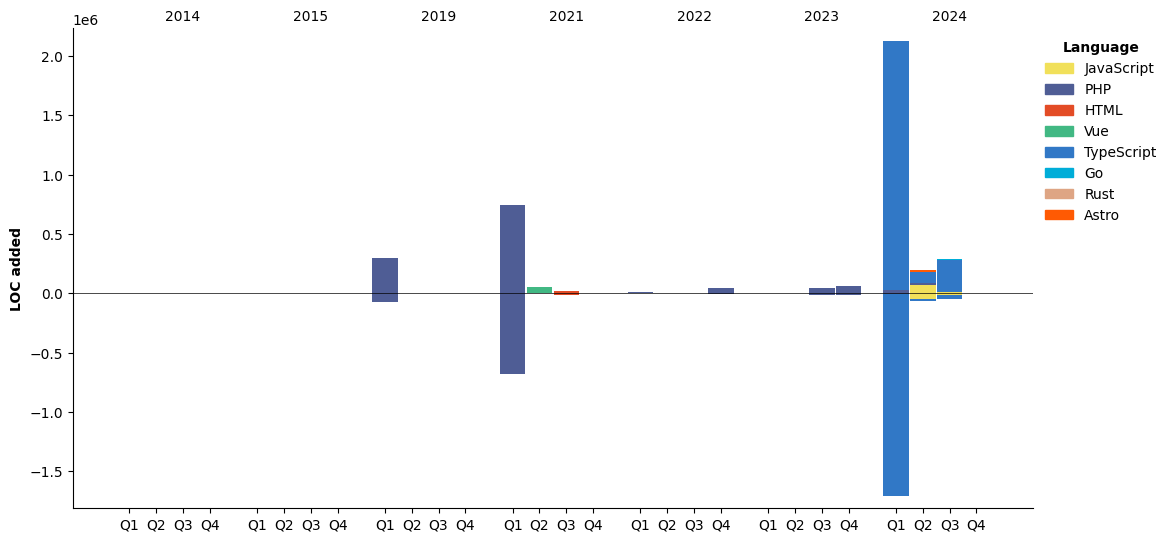 1e6
2014 2015 2019 2021 2022 2023 2024
Language
JavaScript
PHP
HTML
Vue
TypeScript
Go
Rust
Astro
LOC added
2.0
1.5
1.0
0.5
0.0
−0.5
−1.0
−1.5
Q1 Q2 Q3 Q4 Q1 Q2 Q3 Q4 Q1 Q2 Q3 Q4 Q1 Q2 Q3 Q4 Q1 Q2 Q3 Q4 Q1 Q2 Q3 Q4 Q1 Q2 Q3 Q4